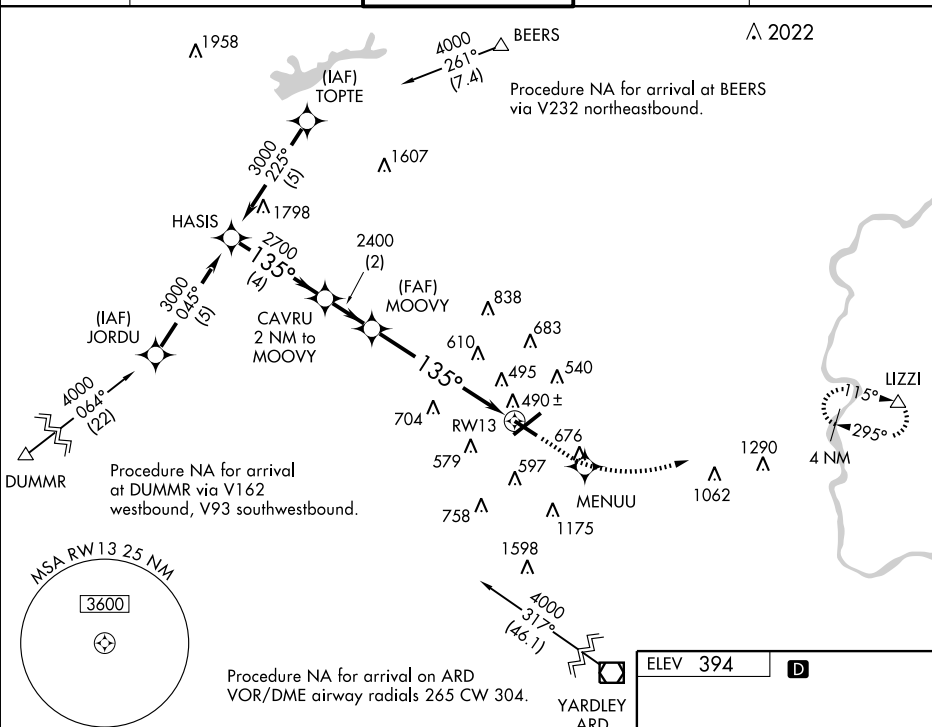 1958
2022
4000
261°
(7.4)
BEERS
(IAF)
TOPTE
Procedure NA for arrival at BEERS
via V232 northeastbound.
3000
225°
(5)
1607
HASIS
1798
2700
135°
(4)
2400
(2)
(FAF)
MOOVY
3000
045°
(5)
(IAF)
JORDU
CAVRU
2 NM to
MOOVY
838
683
610
135°
495
540
4000
064°
(22)
704
490 ±
RW13
LIZZI
115°
295°
4 NM
676
579
597
1290
1062
DUMMR
MENUU
Procedure NA for arrival
at DUMMR via V162
westbound, V93 southwestbound.
758
1175
1598
MSA RW13 25 NM
3600
4000
317°
(46.1)
Procedure NA for arrival on ARD
VOR/DME airway radials 265 CW 304.
YARDLEY
ARD
ELEV 394
D